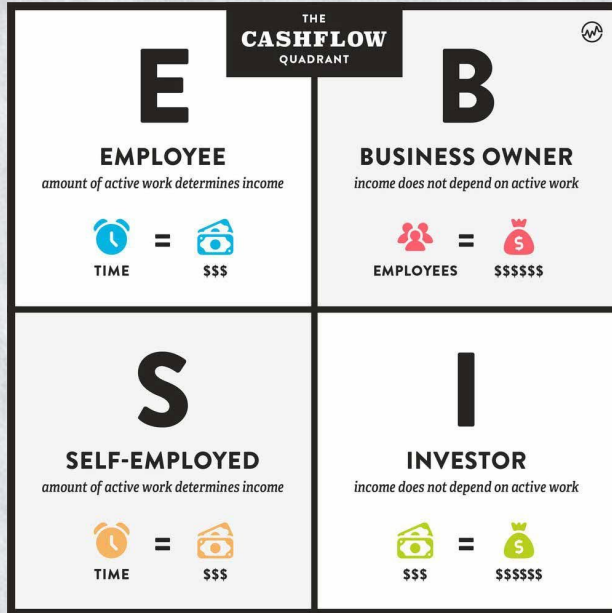 THE
CASHFLOW
QUADRANT
E
EMPLOYEE
amount of active work determines income
=
TIME $$$
B
BUSINESS OWNER
income does not depend on active work
$
=
EMPLOYEES $$$$$$
S
SELF-EMPLOYED
amount of active work determines income
=
TIME $$$
I
INVESTOR
income does not depend on active work
$
=
$$$ $$$$$$